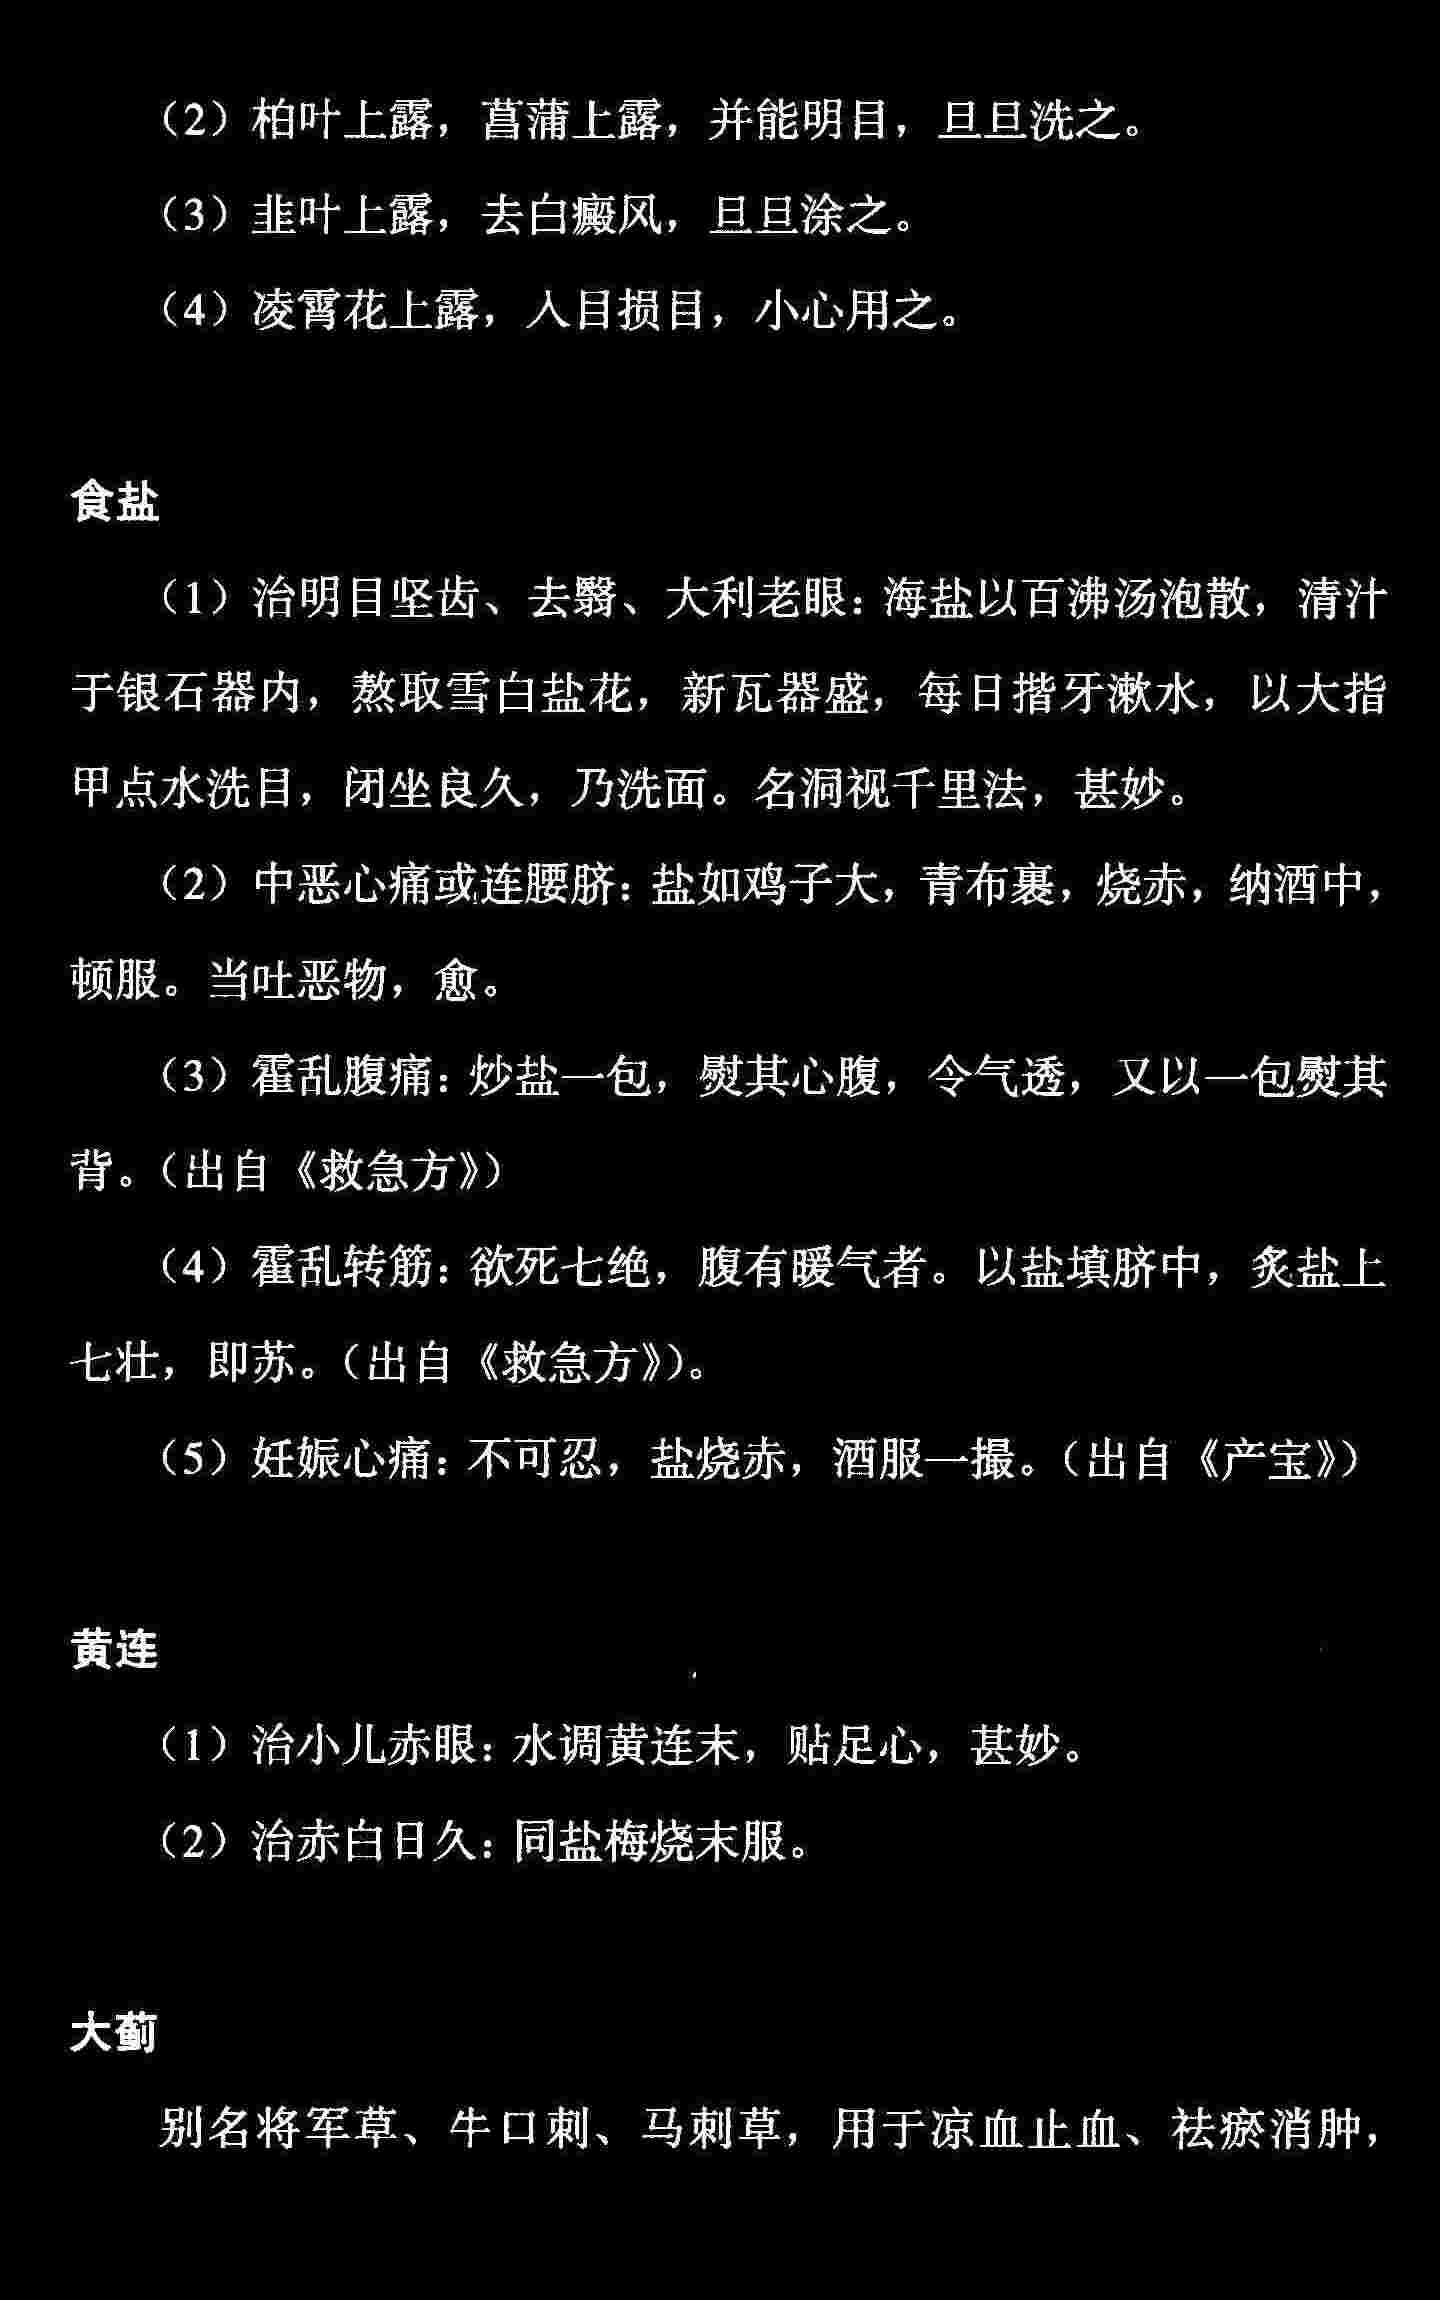 （2）柏叶上露，菖蒲上露，并能明目，旦旦洗之。
（3）韭叶上露，去白癜风，旦旦涂之。
（4）凌霄花上露，入目损目，小心用之。
食盐
（1）治明目坚齿、去翳、大利老眼：海盐以百沸汤泡散，清汁
于银石器内，熬取雪白盐花，新瓦器盛，每日揩牙漱水，以大指
甲点水洗目，闭坐良久，乃洗面。名洞视千里法，甚妙。
（2）中恶心痛或连腰脐：盐如鸡子大，青布裹，烧赤，纳酒中，
顿服。当吐恶物，愈。
（3）霍乱腹痛：炒盐一包，熨其心腹，令气透，又以一包熨其
背。（出自《救急方》）
（4）霍乱转筋：欲死七绝，腹有暖气者。以盐填脐中，炙盐上
七壮，即苏。（出自《救急方》）。
（5）妊娠心痛：不可忍，盐烧赤，酒服一撮。（出自《产宝》）
黄连
（1）治小儿赤眼：水调黄连末，贴足心，甚妙。
（2）治赤白日久：同盐梅烧末服。
大蓟
别名将军草、牛口刺、马刺草，用于凉血止血、祛瘀消肿，